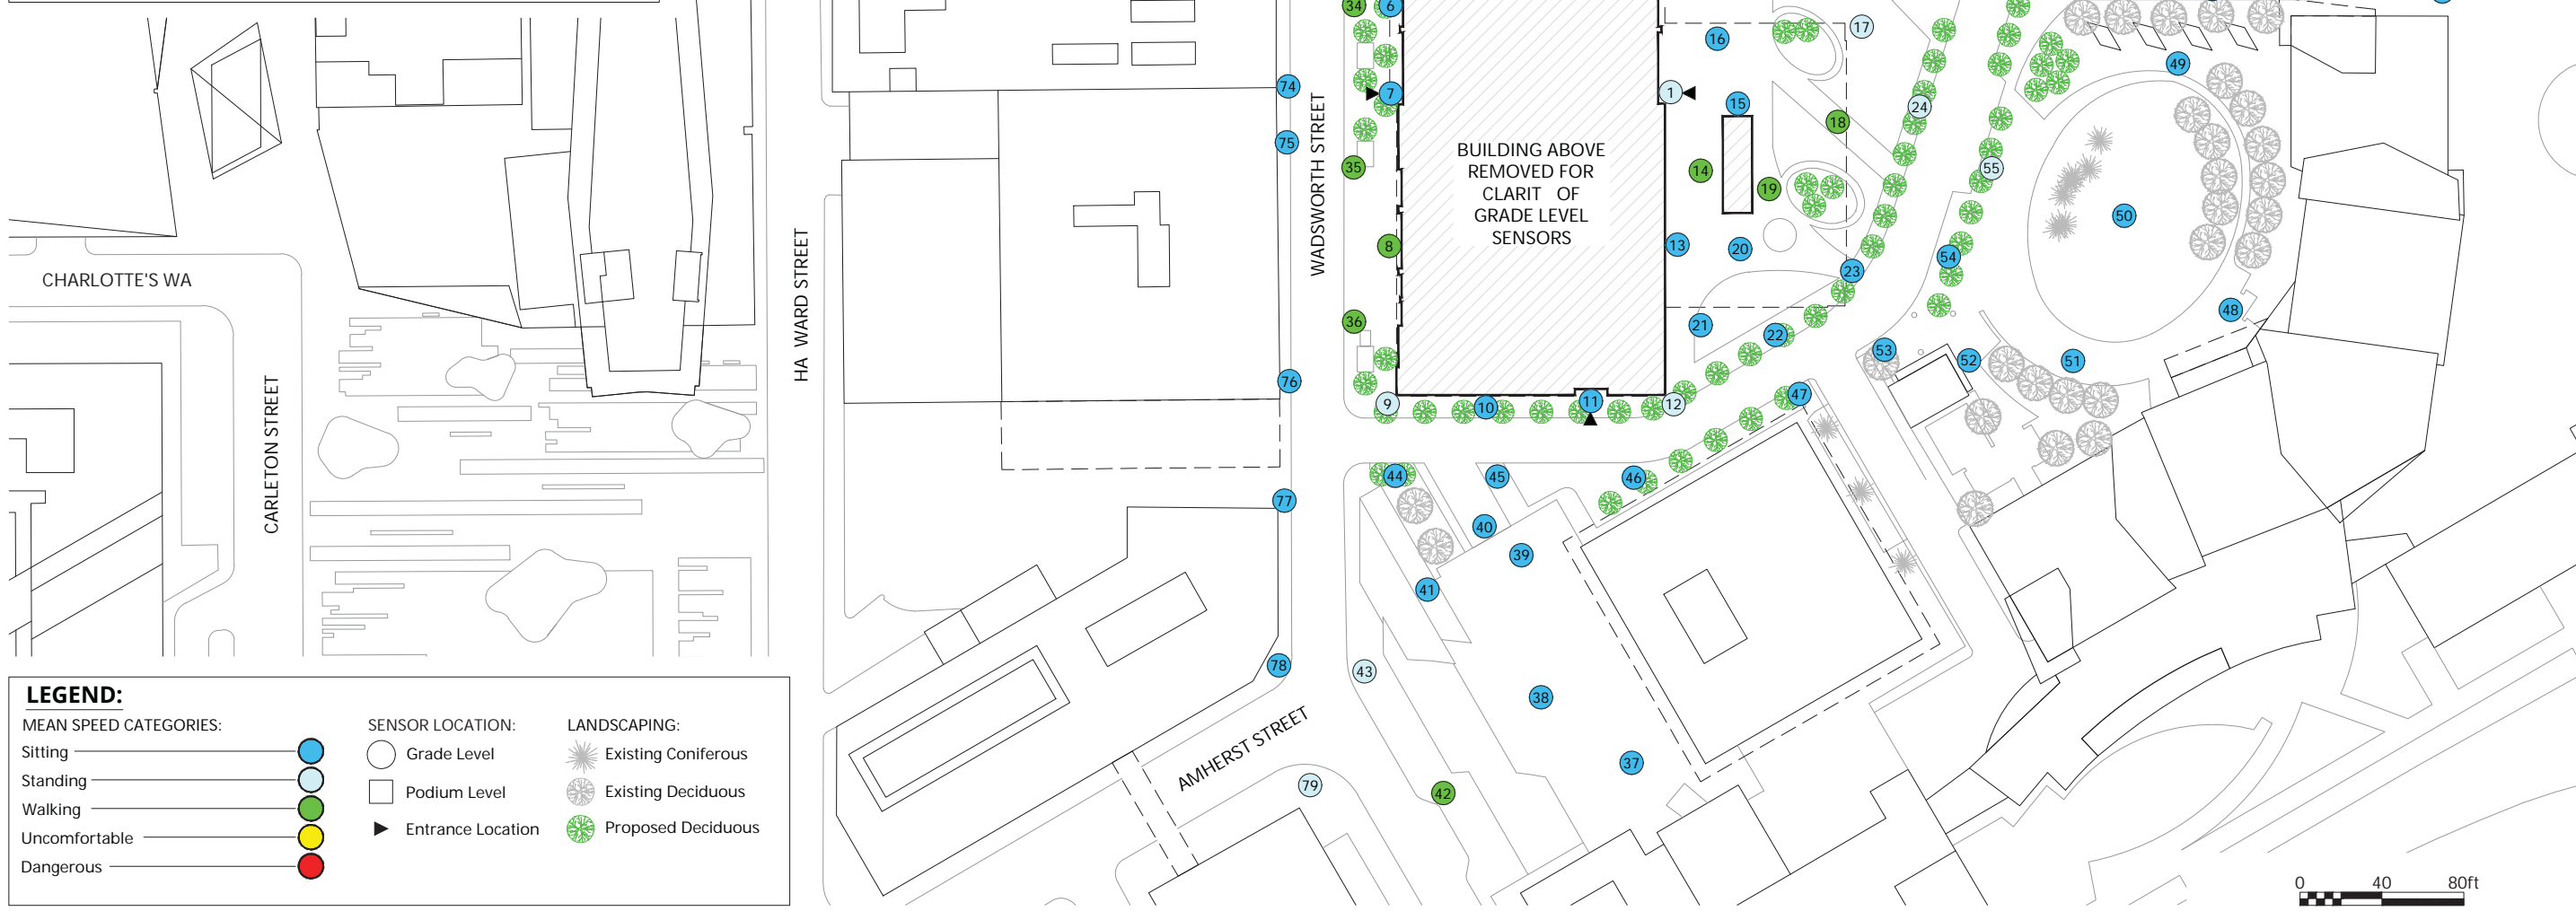 34
6
16
17
49
74
7
1
15
24
18
75
35
14
19
55
50
WADSWORTH STREET
BUILDING ABOVE
REMOVED FOR
CLARIT OF
GRADE LEVEL
SENSORS
8
13
20
54
23
CHARLOTTE'S WA
HA WARD STREET
48
36
21
22
53
52
51
76
9
10
11
12
47
CARLETON STREET
44
45
46
77
40
39
41
78
43
38
AMHERST STREET
37
79
42
LEGEND:
MEAN SPEED CATEGORIES:
Sitting
Standing
Walking
Uncomfortable
Dangerous
SENSOR LOCATION:
Grade Level
Podium Level
Entrance Location
LANDSCAPING:
Existing Coniferous
Existing Deciduous
Proposed Deciduous
0 40 80ft